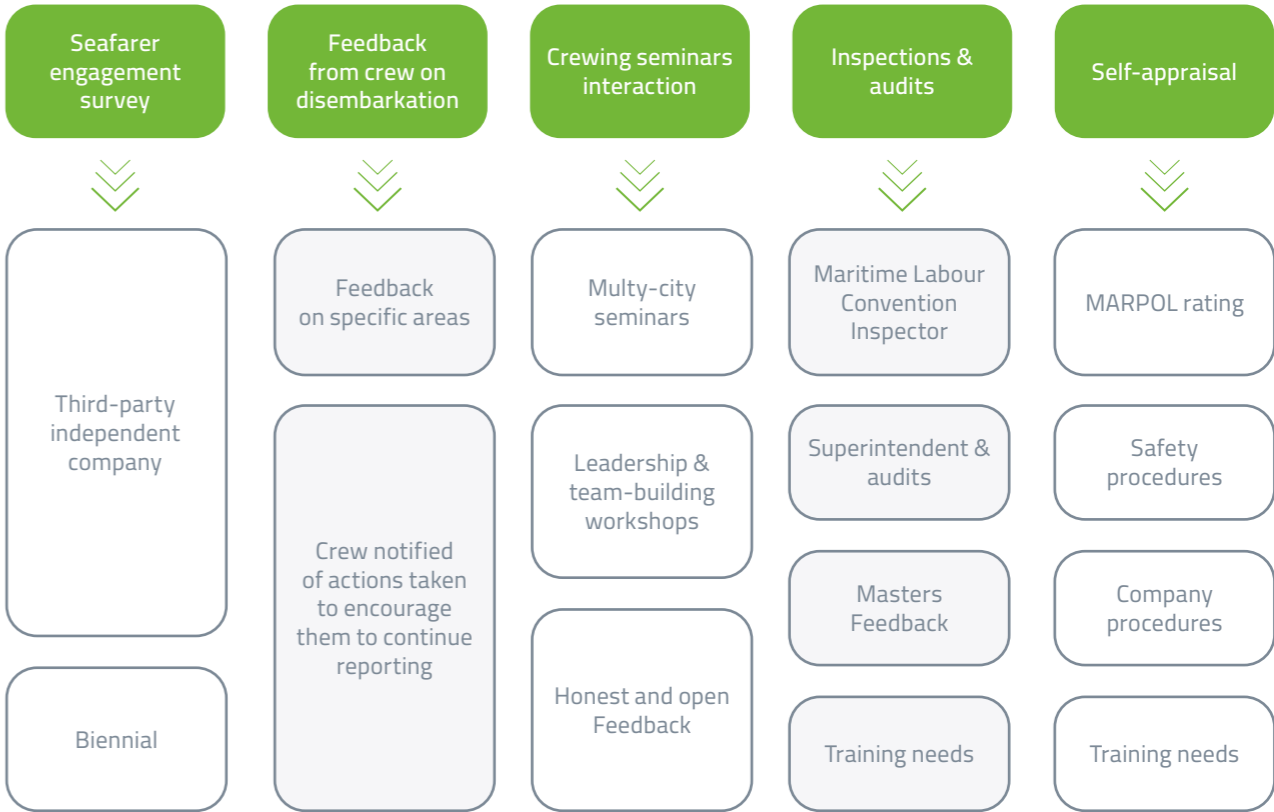 Seafarer
engagement
survey
Feedback
from crew on
disembarkation
Crewing seminars
interaction
Inspections &
audits
Self-appraisal
Third-party
independent
company
Biennial
Feedback
on specific areas
Crew notified
of actions taken
to encourage
them to continue
reporting
Multy-city
seminars
Leadership &
team-building
workshops
Honest and open
Feedback
Maritime Labour
Convention
Inspector
Superintendent &
audits
Masters
Feedback
Training needs
MARPOL rating
Safety
procedures
Company
procedures
Training needs